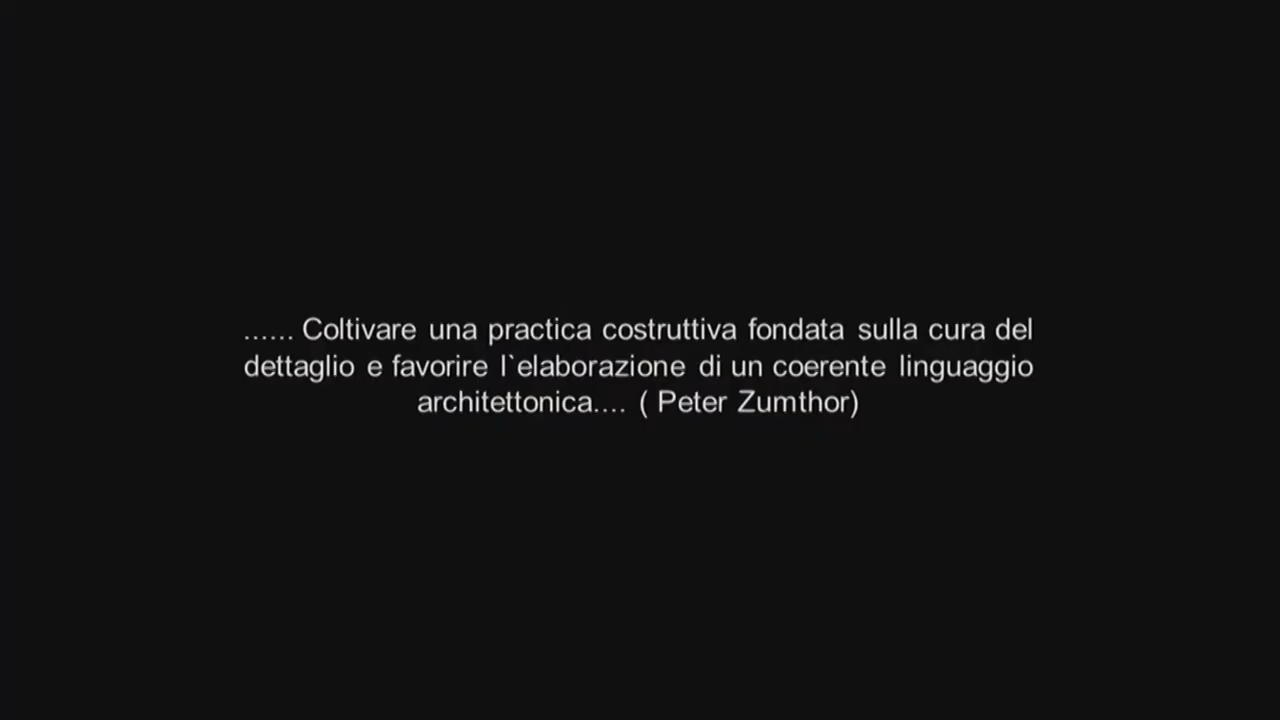 ...... Coltivare una practica costruttiva fondata sulla cura del
dettaglio e favorire l`elaborazione di un coerente linguaggio
architettonica.... ( Peter Zumthor)